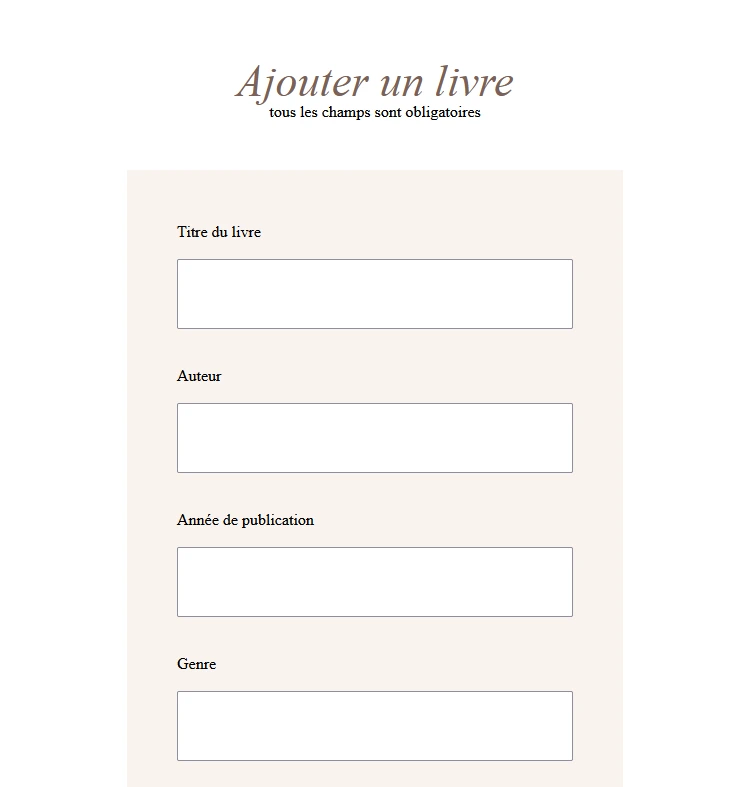 Ajouter un livre
tous les champs sont obligatoires
Titre du livre
Auteur
Année de publication
Genre